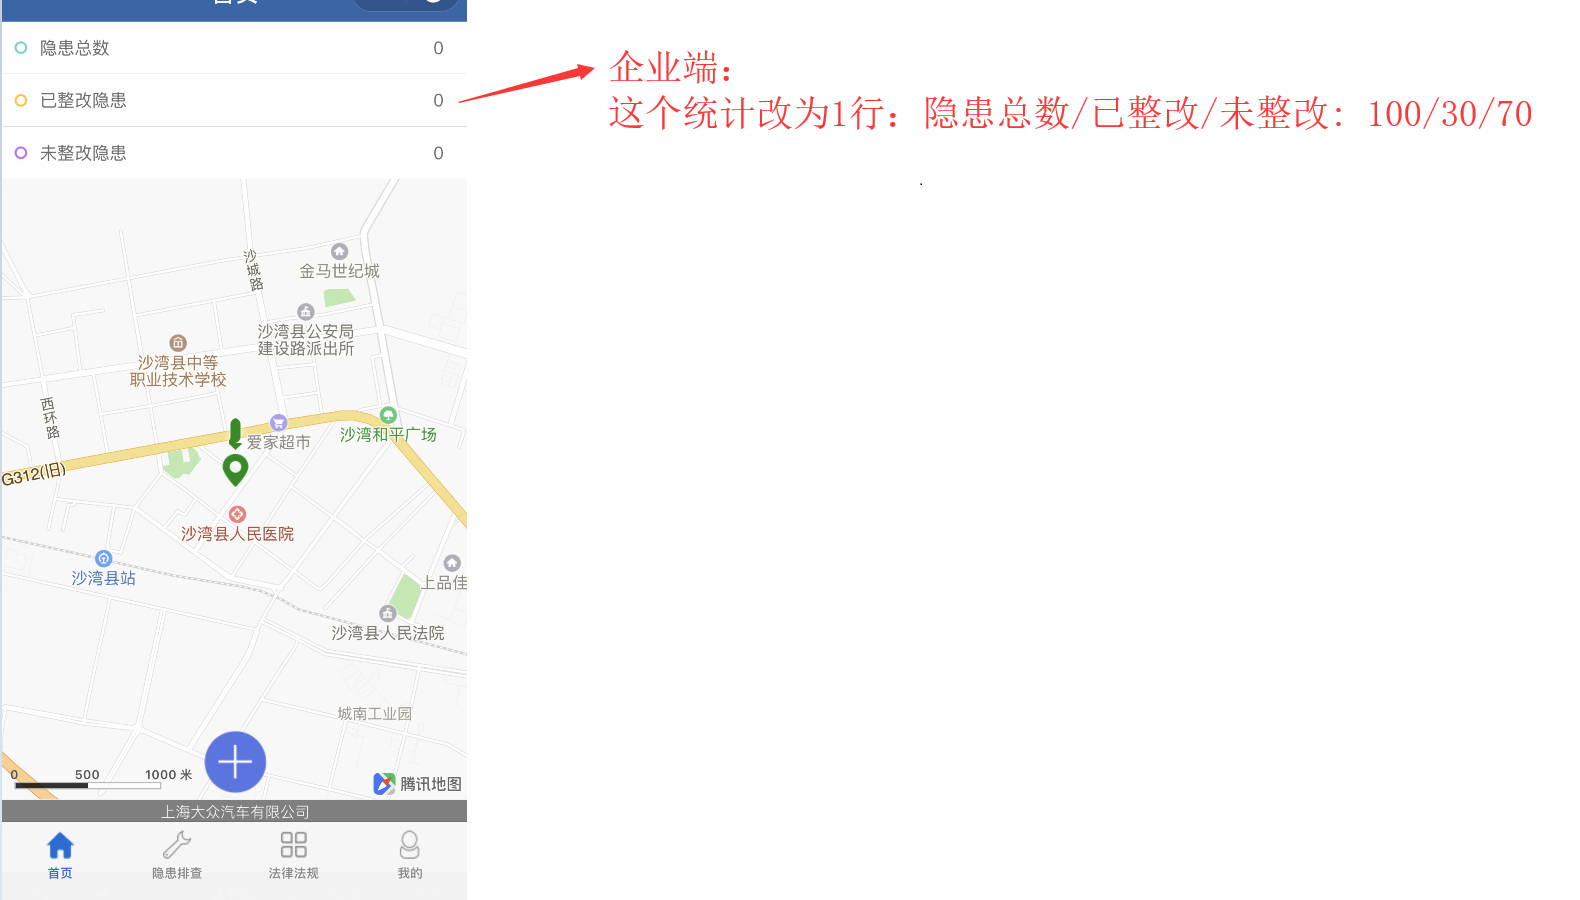 首页
隐患总数 0
已整改隐患 0
未整改隐患 0
企业端：
这个统计改为1行：隐患总数/已整改/未整改：100/30/70
沙城路
金马世纪城
沙湾县公安局
建设路派出所
沙湾县中等
职业技术学校
西环路
爱家超市
沙湾和平广场
G312(旧)
沙湾县人民医院
沙湾县站
上品佳
沙湾县人民法院
城南工业园
0 500 1000 米
腾讯地图
上海大众汽车有限公司
首页 隐患排查 法律法规 我的